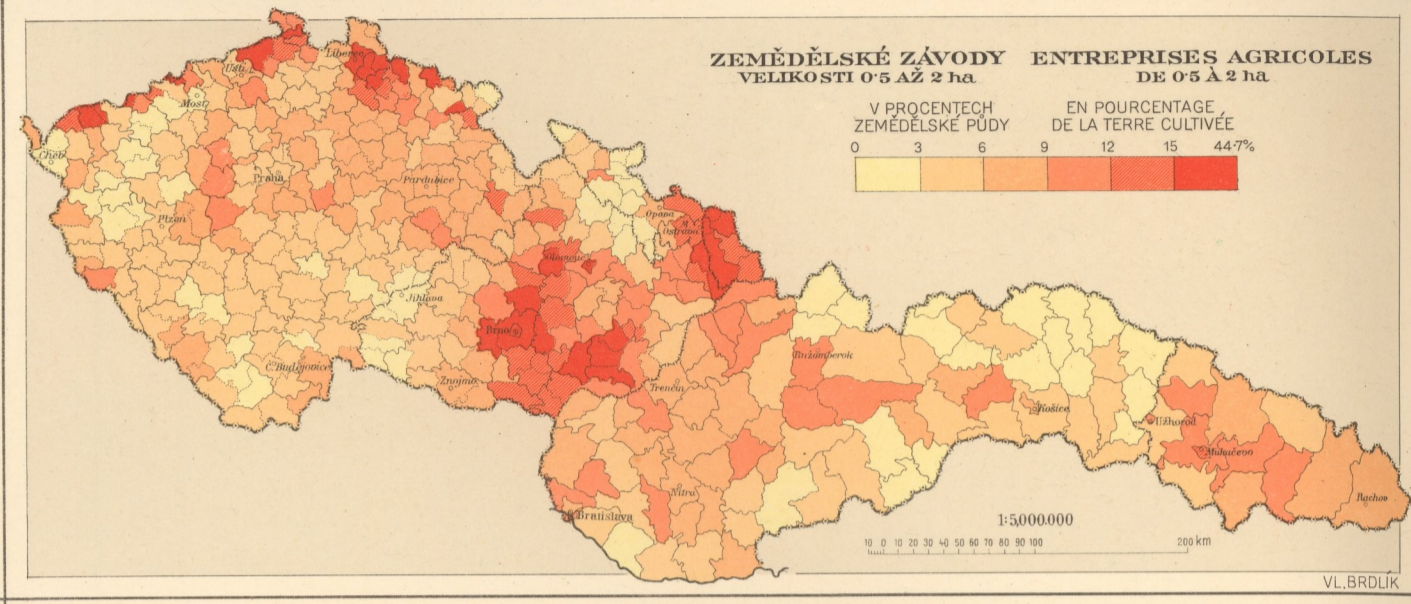 ZEMĚDĚLSKÉ ZÁVODY
VELIKOSTI 0·5 AŽ 2 ha
ENTREPRISES AGRICOLES
DE 0·5 À 2 ha
V PROCENTECH
ZEMĚDĚLSKÉ PŮDY
EN POURCENTAGE
DE LA TERRE CULTIVÉE
0 3 6 9 12 15 44·7%
Liberec
Ústí
Most
Cheb
Praha
Pardubice
Plzeň
Opava
Ostrava
Olomouc
Jihlava
Brno
Č. Budějovice
Znojmo
Trenčín
Ružomberok
Košice
Užhorod
Mukačevo
Rachov
Nitra
Bratislava
1:5,000.000
10 0 10 20 30 40 50 60 70 80 90 100 200 km
VL. BRDLÍK